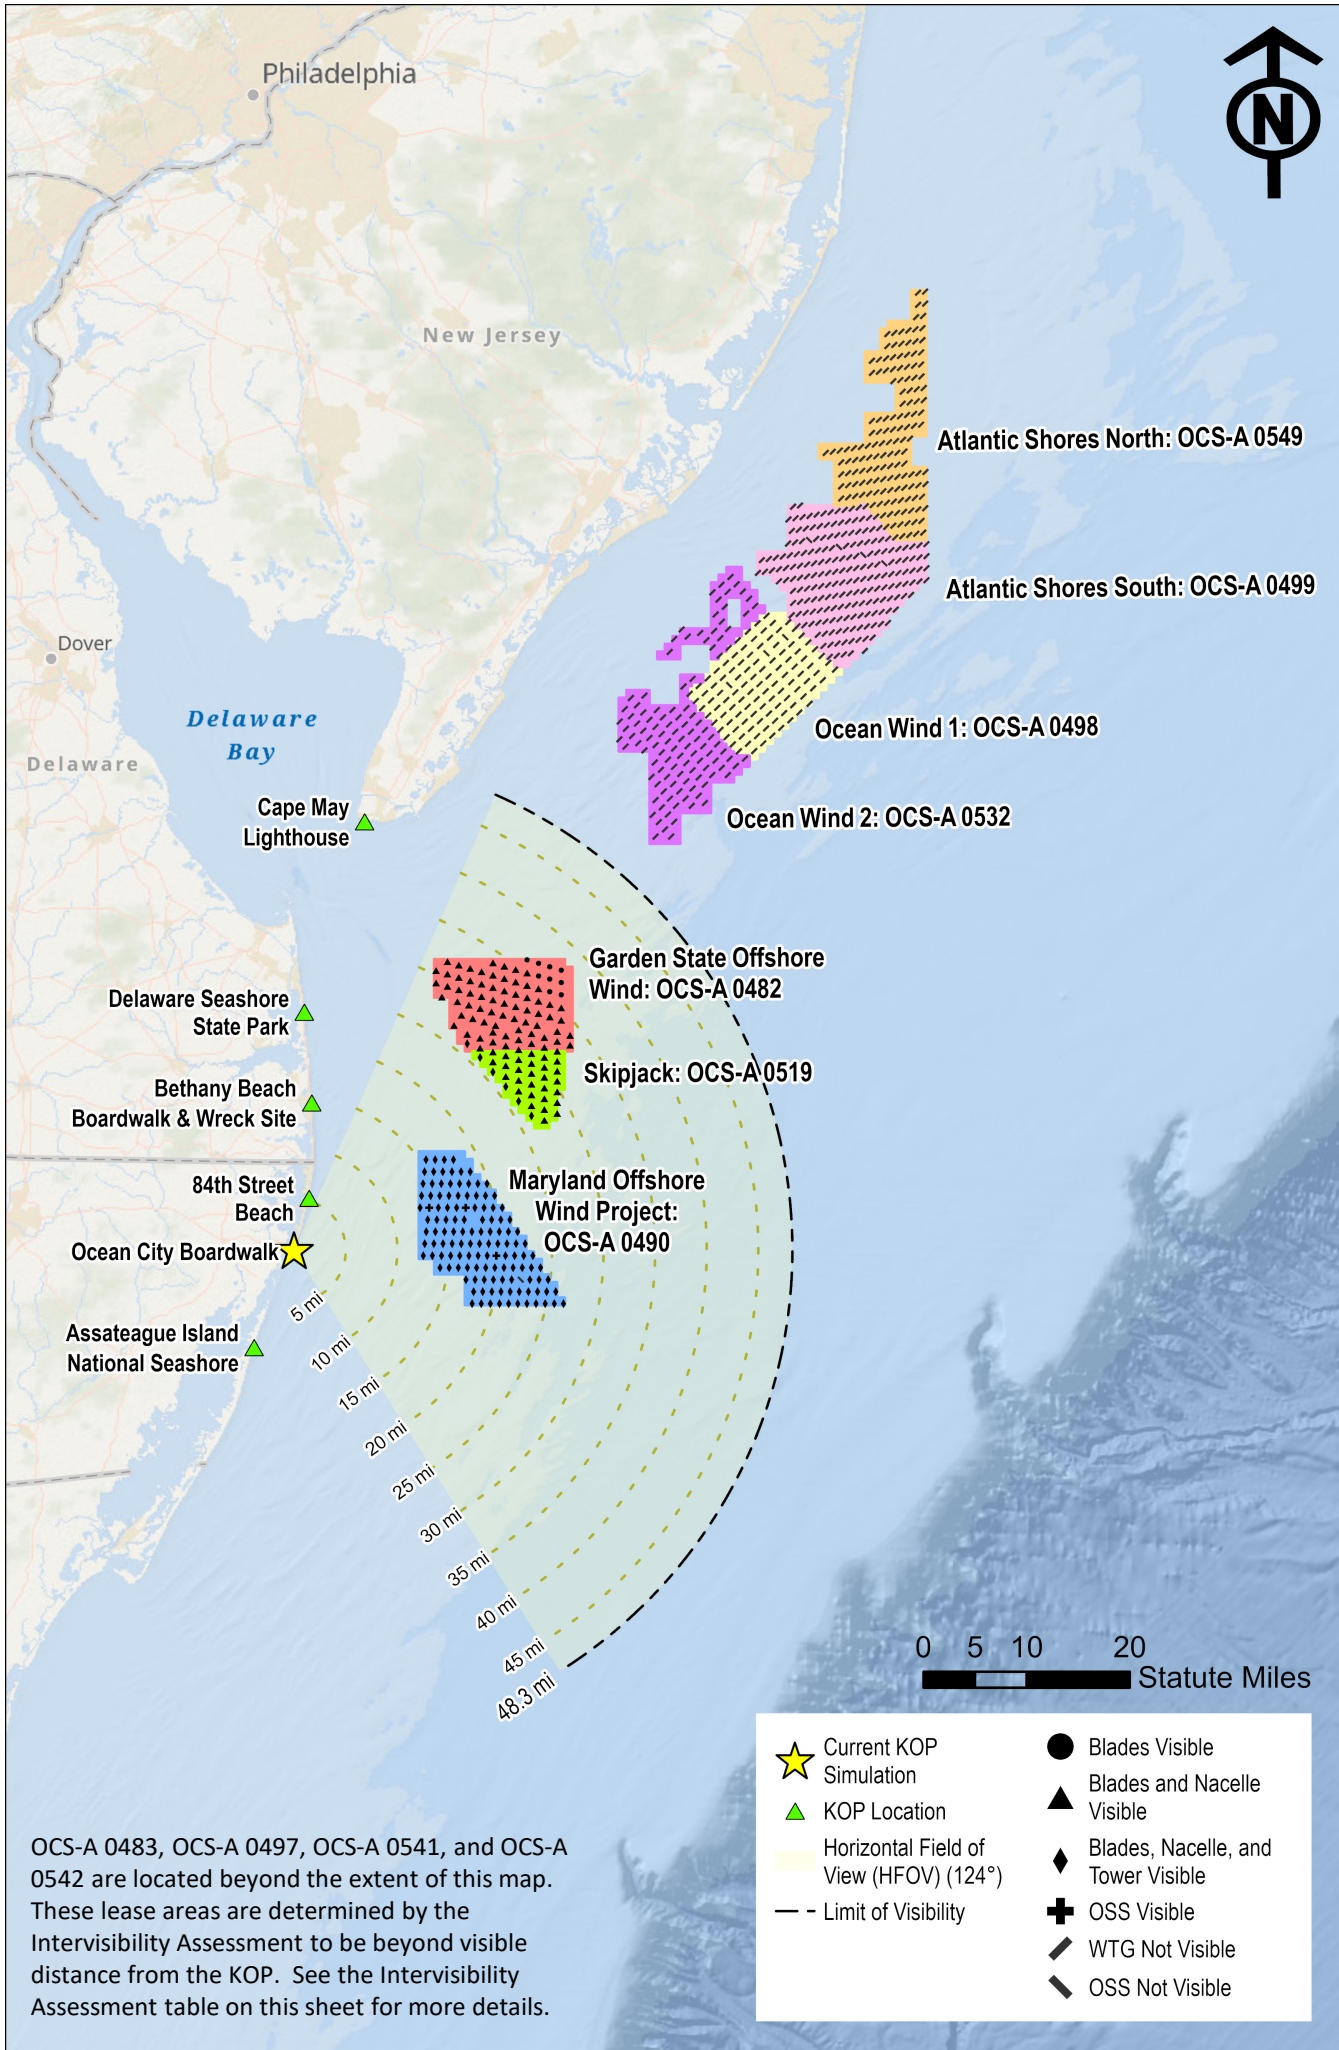 Philadelphia
N
New Jersey
Atlantic Shores North: OCS-A 0549
Atlantic Shores South: OCS-A 0499
Dover
Delaware
Bay
Delaware
Ocean Wind 1: OCS-A 0498
Cape May
Lighthouse
Ocean Wind 2: OCS-A 0532
Garden State Offshore
Wind: OCS-A 0482
Delaware Seashore
State Park
Skipjack: OCS-A 0519
Bethany Beach
Boardwalk & Wreck Site
84th Street
Beach
Maryland Offshore
Wind Project:
OCS-A 0490
Ocean City Boardwalk
Assateague Island
National Seashore
5 mi
10 mi
15 mi
20 mi
25 mi
30 mi
35 mi
40 mi
45 mi
48.3 mi
0 5 10 20
Statute Miles
Current KOP
Simulation
KOP Location
Horizontal Field of
View (HFOV) (124°)
Limit of Visibility
Blades Visible
Blades and Nacelle
Visible
Blades, Nacelle, and
Tower Visible
OSS Visible
WTG Not Visible
OSS Not Visible
OCS-A 0483, OCS-A 0497, OCS-A 0541, and OCS-A
0542 are located beyond the extent of this map.
These lease areas are determined by the
Intervisibility Assessment to be beyond visible
distance from the KOP.  See the Intervisibility
Assessment table on this sheet for more details.